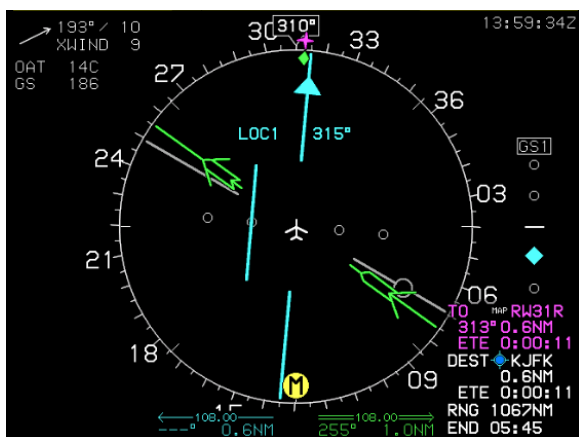 193°/ 10
XWIND 9
OAT 14C
GS 186
13:59:34Z
310°
30
33
27
36
LOC1 315°
GS1
24
03
21
06
TO MAP RW31R
313° 0.6NM
ETE 0:00:11
DEST KJFK
0.6NM
ETE 0:00:11
RNG 1067NM
END 05:45
18
09
M
108.00
---° 0.6NM
108.00
255° 1.0NM